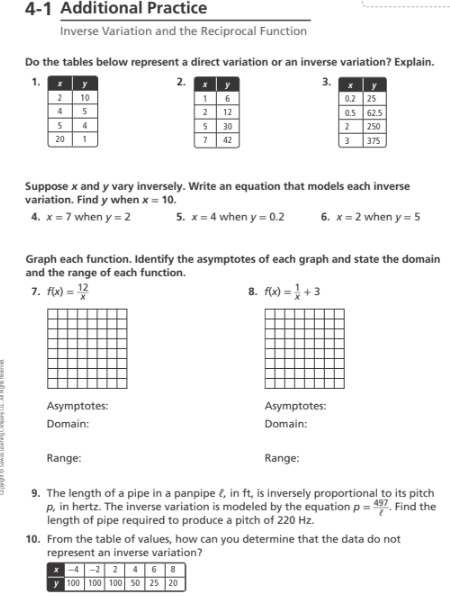 4-1 Additional Practice
Inverse Variation and the Reciprocal Function
Do the tables below represent a direct variation or an inverse variation? Explain.
1. x y
2 10
4 5
5 4
20 1
2. x y
1 6
2 12
5 30
7 42
3. x y
0.2 25
0.5 62.5
2 250
3 375
Suppose x and y vary inversely. Write an equation that models each inverse
variation. Find y when x = 10.
4. x = 7 when y = 2 5. x = 4 when y = 0.2 6. x = 2 when y = 5
Graph each function. Identify the asymptotes of each graph and state the domain
and the range of each function.
7. f(x) = 12/x 8. f(x) = 1/x + 3
Asymptotes: Asymptotes:
Domain: Domain:
Range: Range:
9. The length of a pipe in a panpipe ℓ, in ft, is inversely proportional to its pitch
p, in hertz. The inverse variation is modeled by the equation p = 497/ℓ. Find the
length of pipe required to produce a pitch of 220 Hz.
10. From the table of values, how can you determine that the data do not
represent an inverse variation?
x −4 −2 2 4 6 8
y 100 100 100 50 25 20
Copyright © Savvas Learning Company LLC. All Rights Reserved.